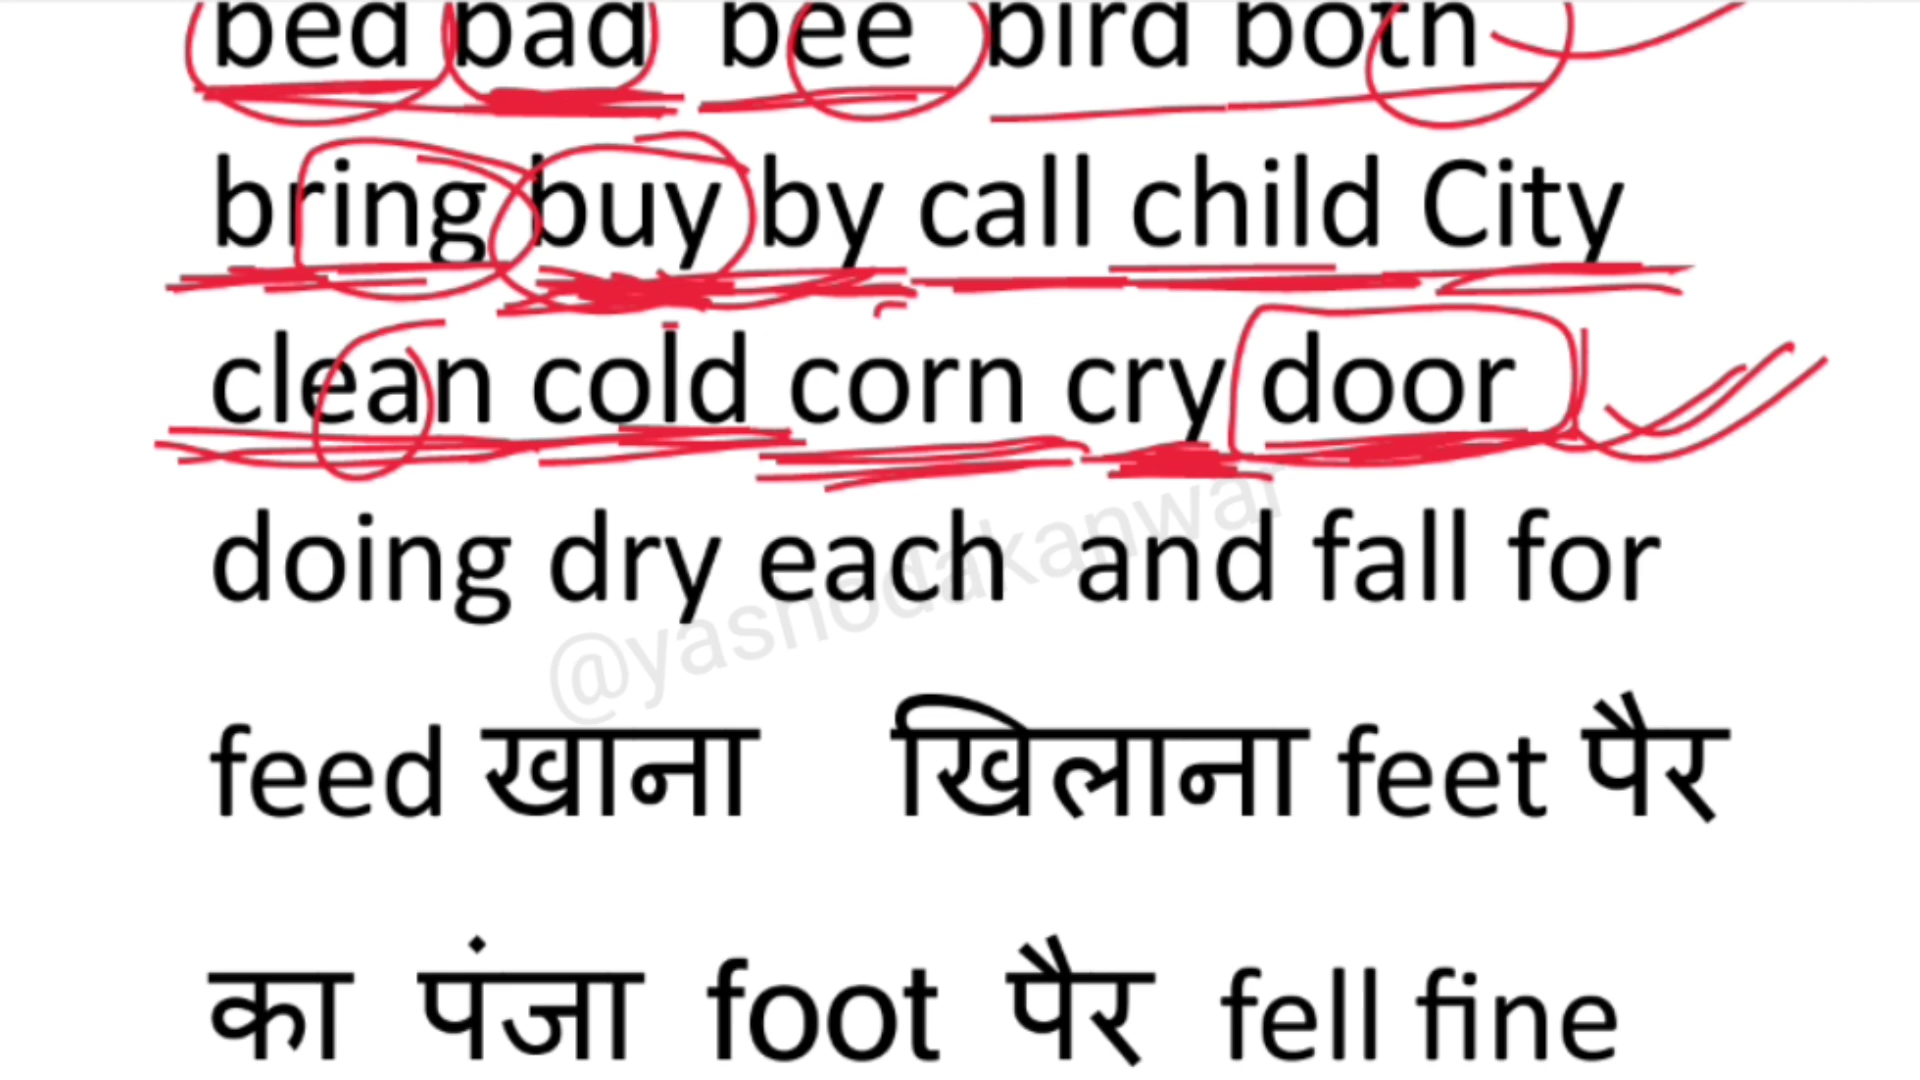 bed bad bee bird both
bring buy by call child City
clean cold corn cry door
doing dry each and fall for
@yashodakanwar
feed खाना खिलाना feet पैर
का पंजा foot पैर fell fine